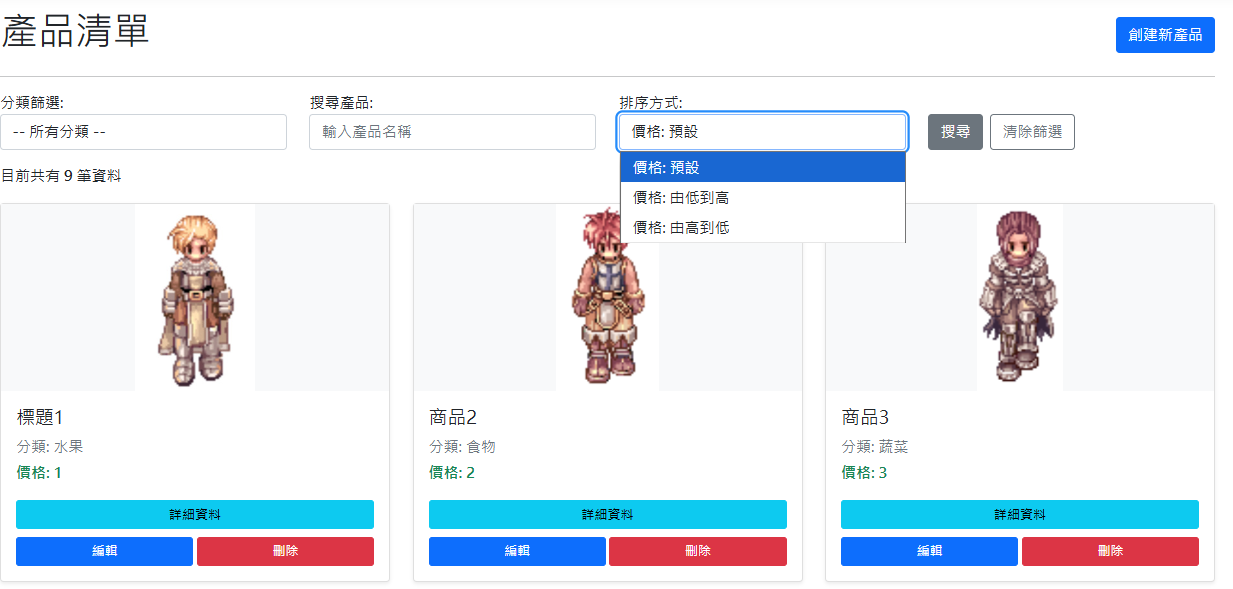 產品清單
創建新產品
分類篩選:
搜尋產品:
排序方式:
-- 所有分類 --
輸入產品名稱
價格: 預設
搜尋
清除篩選
價格: 預設
價格: 由低到高
價格: 由高到低
目前共有 9 筆資料
標題1
分類: 水果
價格: 1
詳細資料
編輯
刪除
商品2
分類: 食物
價格: 2
詳細資料
編輯
刪除
商品3
分類: 蔬菜
價格: 3
詳細資料
編輯
刪除